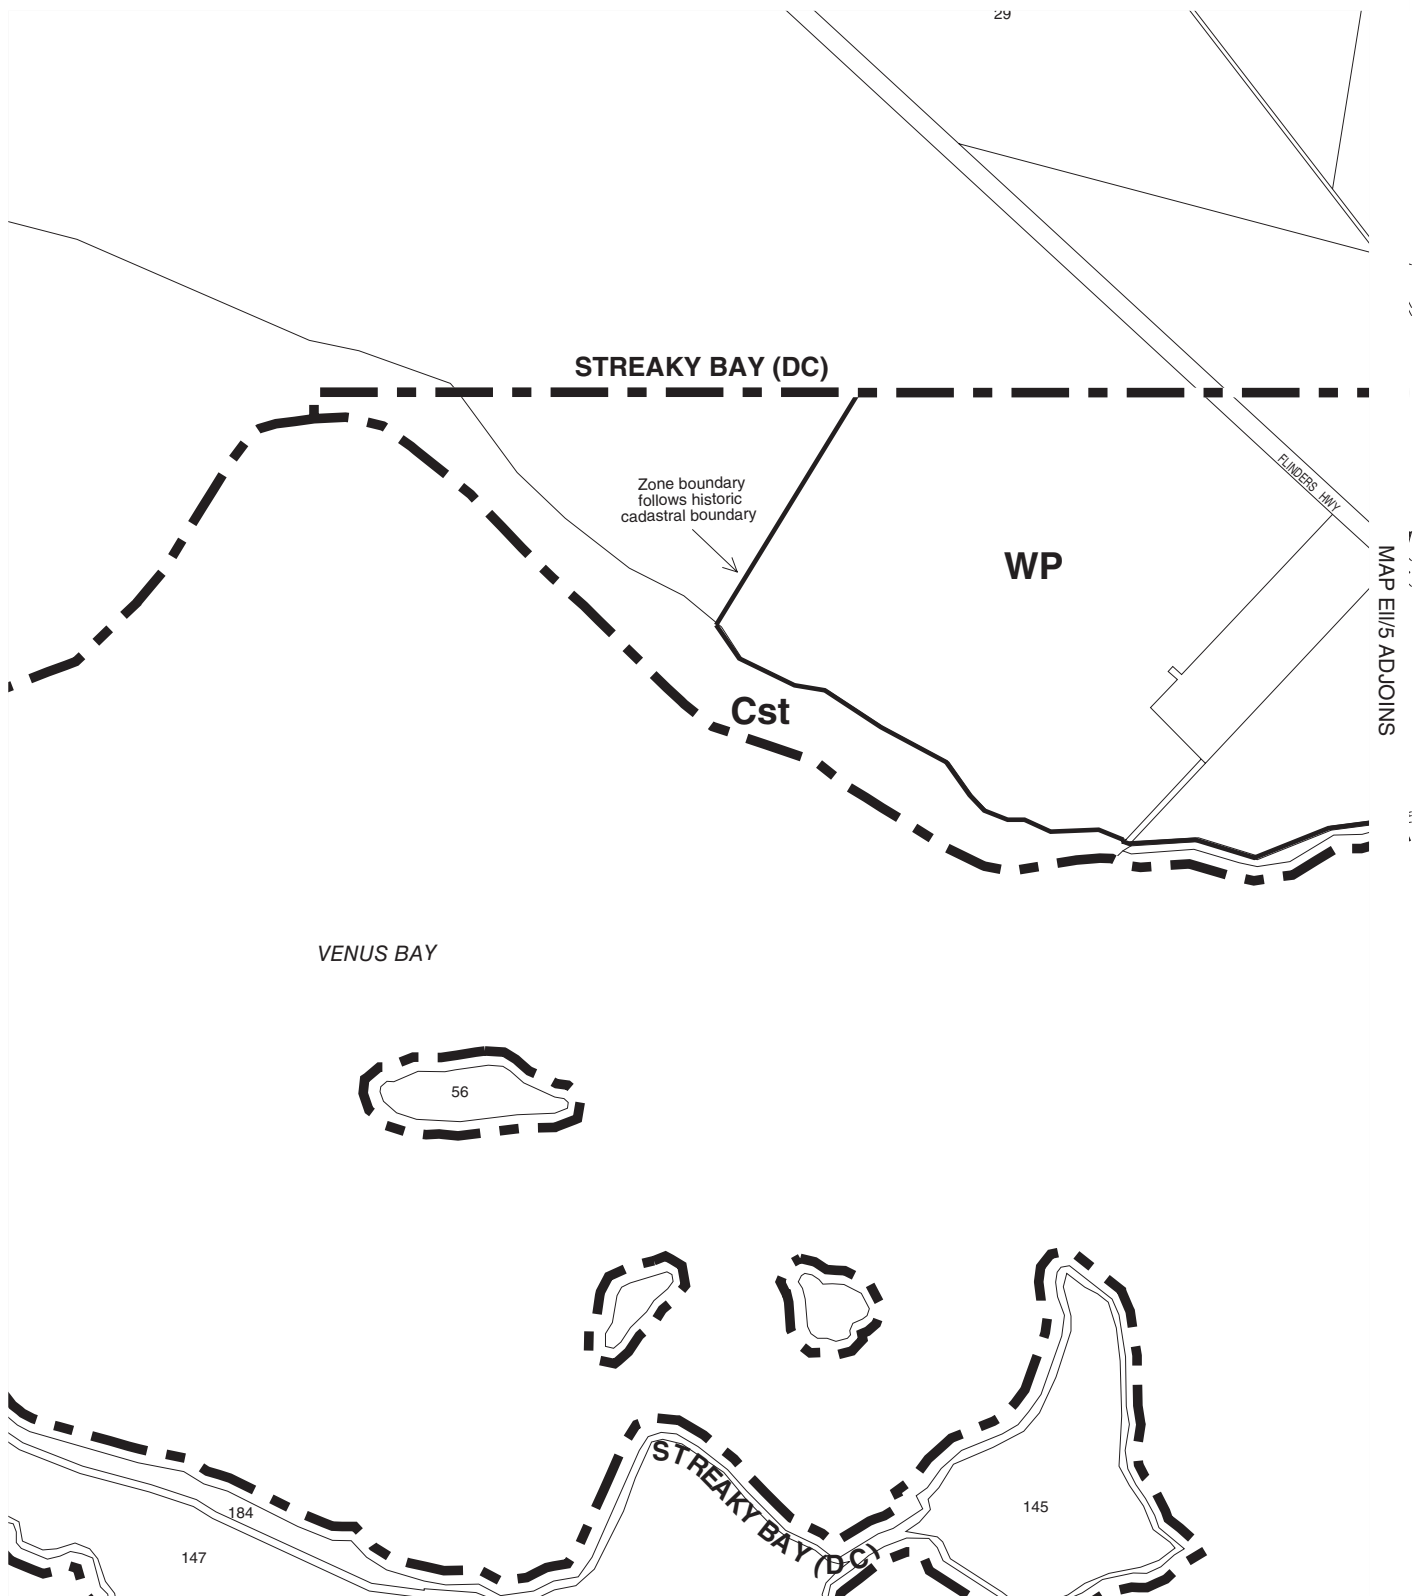 29
STREAKY BAY (DC)
FLINDERS HWY
Zone boundary
follows historic
cadastral boundary
WP
MAP EII/5 ADJOINS
Cst
VENUS BAY
56
STREAKY BAY (DC)
184
145
147